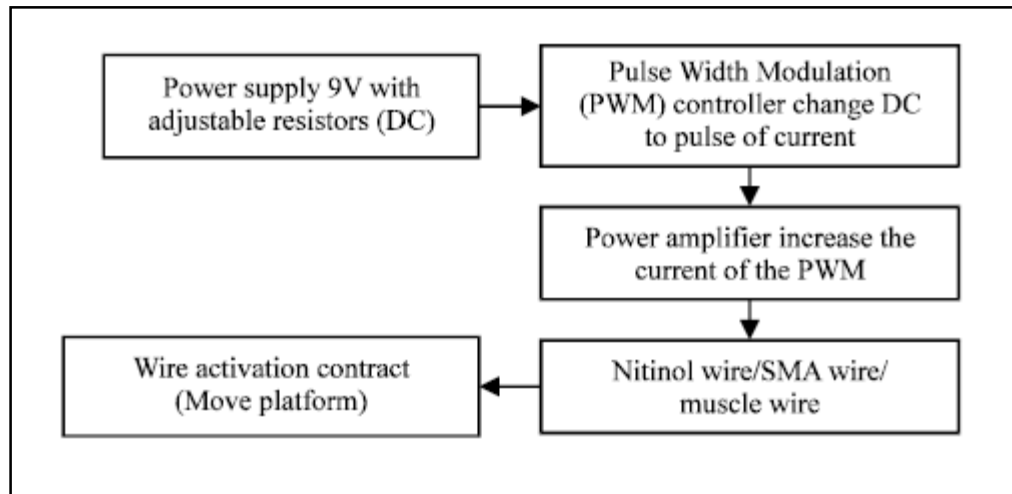 Power supply 9V with
adjustable resistors (DC)
Pulse Width Modulation
(PWM) controller change DC
to pulse of current
Power amplifier increase the
current of the PWM
Nitinol wire/SMA wire/
muscle wire
Wire activation contract
(Move platform)